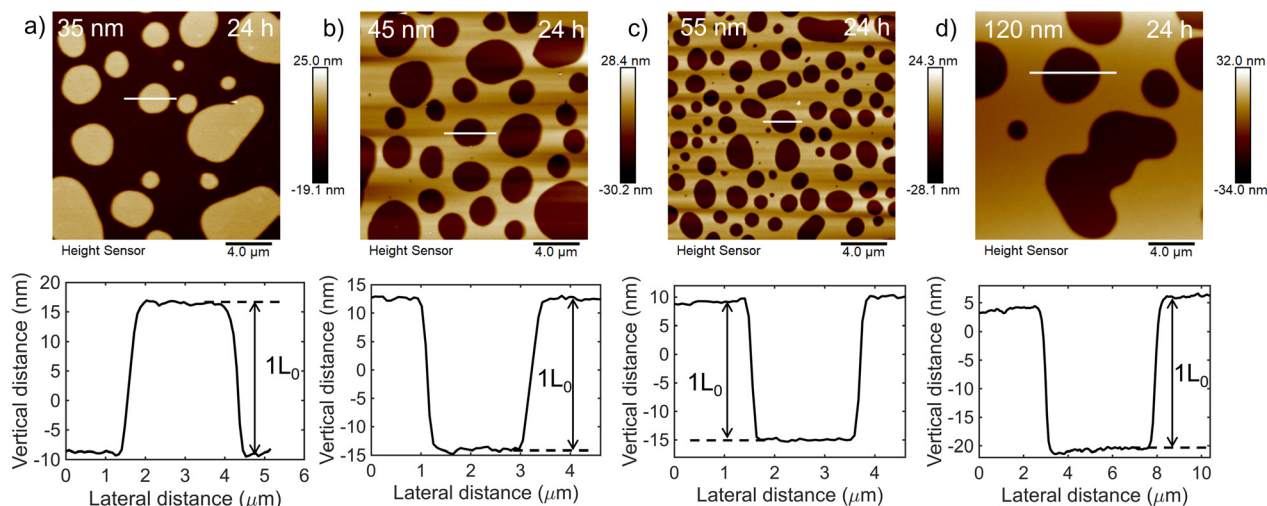 a) 35 nm 24 h
25.0 nm
-19.1 nm
Height Sensor
4.0 μm
b) 45 nm 24 h
28.4 nm
-30.2 nm
Height Sensor
4.0 μm
c) 55 nm 24 h
24.3 nm
-28.1 nm
Height Sensor
4.0 μm
d) 120 nm 24 h
32.0 nm
-34.0 nm
Height Sensor
4.0 μm
Vertical distance (nm)
20
15
10
5
0
-5
-10
1L₀
0 1 2 3 4 5 6
Lateral distance (μm)
Vertical distance (nm)
15
10
5
0
-5
-10
-15
1L₀
0 1 2 3 4
Lateral distance (μm)
Vertical distance (nm)
10
5
0
-5
-10
-15
1L₀
0 1 2 3 4
Lateral distance (μm)
Vertical distance (nm)
5
0
-5
-10
-15
-20
1L₀
0 2 4 6 8 10
Lateral distance (μm)